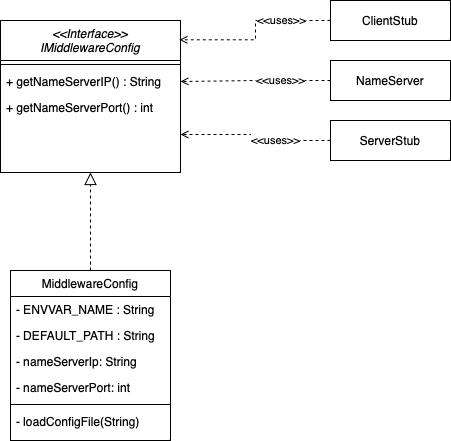 <<Interface>>
IMiddlewareConfig
+ getNameServerIP() : String
+ getNameServerPort() : int
<<uses>>
ClientStub
<<uses>>
NameServer
<<uses>>
ServerStub
MiddlewareConfig
- ENVVAR_NAME : String
- DEFAULT_PATH : String
- nameServerIp: String
- nameServerPort: int
- loadConfigFile(String)